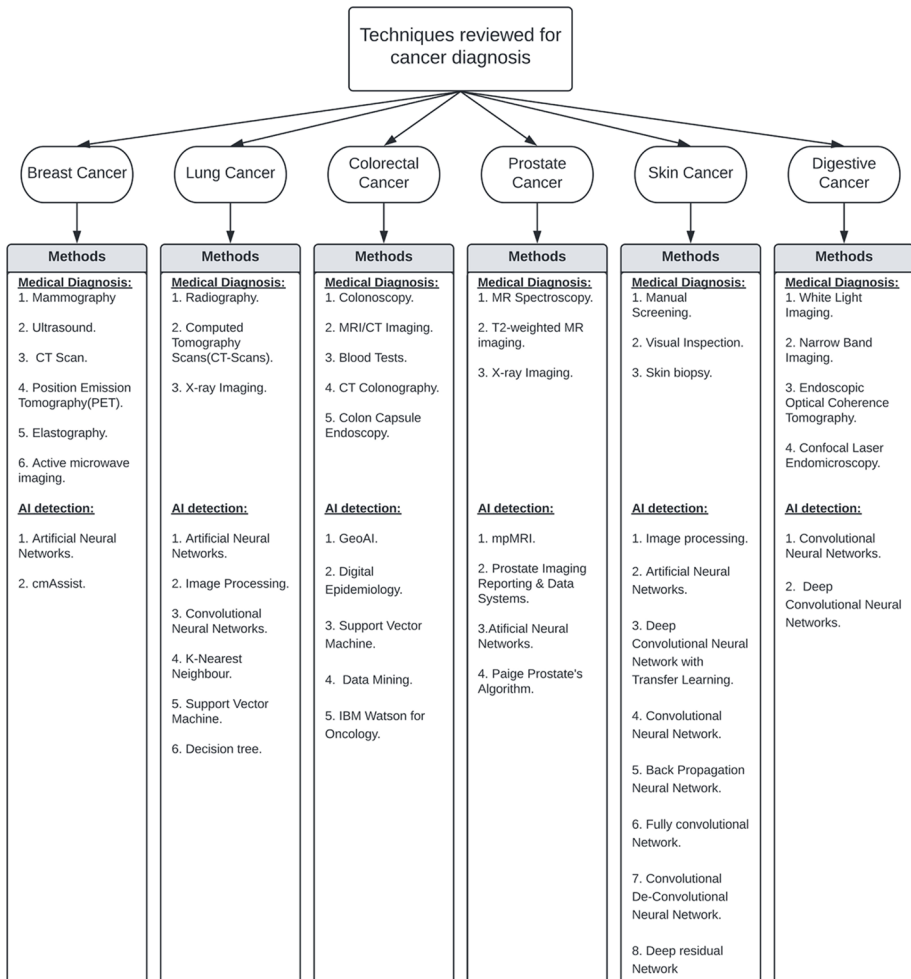 Techniques reviewed for
cancer diagnosis
Breast Cancer
Lung Cancer
Colorectal
Cancer
Prostate
Cancer
Skin Cancer
Digestive
Cancer
Methods
Medical Diagnosis:
1. Mammography
2. Ultrasound.
3. CT Scan.
4. Position Emission
Tomography(PET).
5. Elastography.
6. Active microwave
imaging.
AI detection:
1. Artificial Neural
Networks.
2. cmAssist.
Methods
Medical Diagnosis:
1. Radiography.
2. Computed
Tomography
Scans(CT-Scans).
3. X-ray Imaging.
AI detection:
1. Artificial Neural
Networks.
2. Image Processing.
3. Convolutional
Neural Networks.
4. K-Nearest
Neighbour.
5. Support Vector
Machine.
6. Decision tree.
Methods
Medical Diagnosis:
1. Colonoscopy.
2. MRI/CT Imaging.
3. Blood Tests.
4. CT Colonography.
5. Colon Capsule
Endoscopy.
AI detection:
1. GeoAI.
2. Digital
Epidemiology.
3. Support Vector
Machine.
4. Data Mining.
5. IBM Watson for
Oncology.
Methods
Medical Diagnosis:
1. MR Spectroscopy.
2. T2-weighted MR
imaging.
3. X-ray Imaging.
AI detection:
1. mpMRI.
2. Prostate Imaging
Reporting & Data
Systems.
3.Atificial Neural
Networks.
4. Paige Prostate's
Algorithm.
Methods
Medical Diagnosis:
1. Manual
Screening.
2. Visual Inspection.
3. Skin biopsy.
AI detection:
1. Image processing.
2. Artificial Neural
Networks.
3. Deep
Convolutional Neural
Network with
Transfer Learning.
4. Convolutional
Neural Network.
5. Back Propagation
Neural Network.
6. Fully convolutional
Network.
7. Convolutional
De-Convolutional
Neural Network.
8. Deep residual
Network
Methods
Medical Diagnosis:
1. White Light
Imaging.
2. Narrow Band
Imaging.
3. Endoscopic
Optical Coherence
Tomography.
4. Confocal Laser
Endomicroscopy.
AI detection:
1. Convolutional
Neural Networks.
2. Deep
Convolutional Neural
Networks.